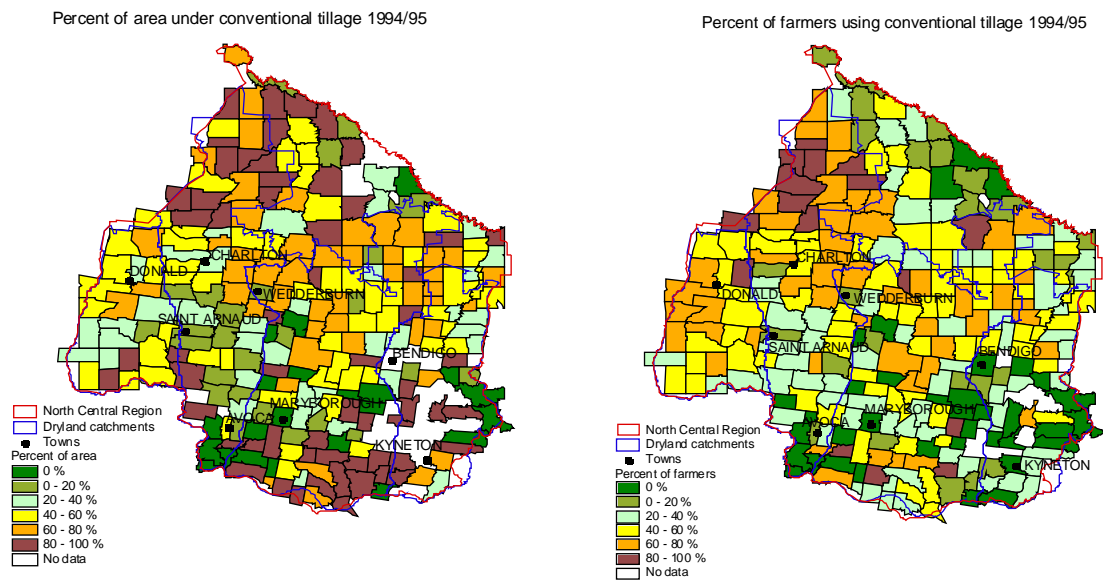 Percent of area under conventional tillage 1994/95
CHARLTON
DONALD
WEDDERBURN
SAINT ARNAUD
BENDIGO
MARYBOROUGH
AVOCA
KYNETON
North Central Region
Dryland catchments
Towns
Percent of area
0 %
0 - 20 %
20 - 40 %
40 - 60 %
60 - 80 %
80 - 100 %
No data
Percent of farmers using conventional tillage 1994/95
CHARLTON
DONALD
WEDDERBURN
SAINT ARNAUD
BENDIGO
MARYBOROUGH
AVOCA
KYNETON
North Central Region
Dryland catchments
Towns
Percent of farmers
0 %
0 - 20 %
20 - 40 %
40 - 60 %
60 - 80 %
80 - 100 %
No data